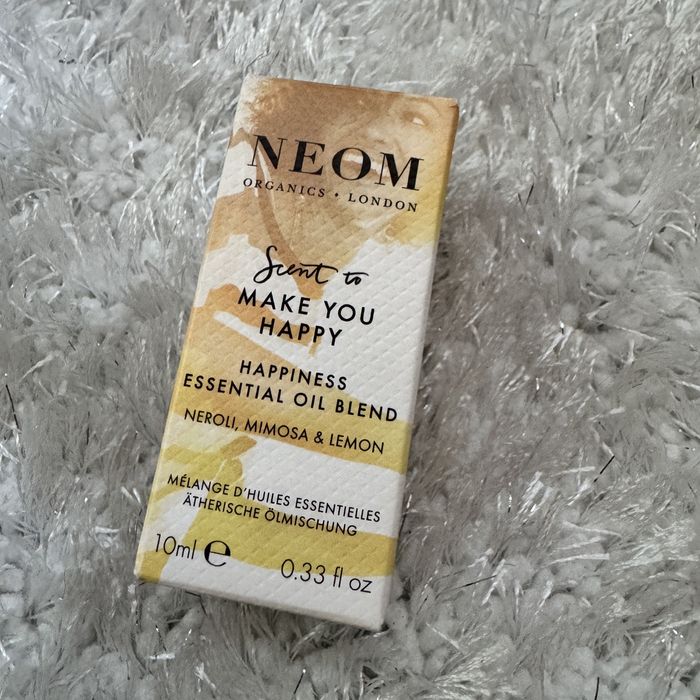 NEOM
ORGANICS • LONDON
Scent to
MAKE YOU
HAPPY
HAPPINESS
ESSENTIAL OIL BLEND
NEROLI, MIMOSA & LEMON
MÉLANGE D'HUILES ESSENTIELLES
ÄTHERISCHE ÖLMISCHUNG
10ml ℮ 0.33 fl oz